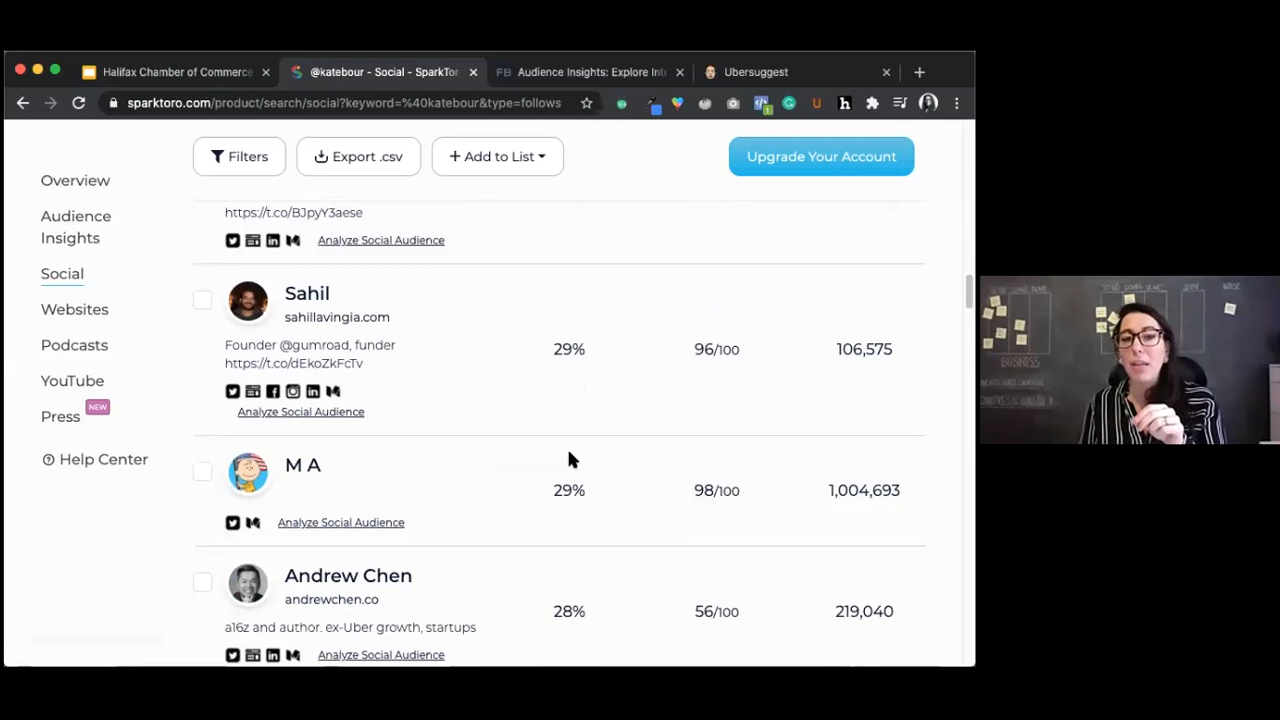 Halifax Chamber of Commerce
@katebour - Social - SparkToro
Audience Insights: Explore Int
Ubersuggest
sparktoro.com/product/search/social?keyword=%40katebour&type=follows
Filters
Export .csv
+ Add to List
Upgrade Your Account
Overview
Audience
Insights
Social
Websites
Podcasts
YouTube
Press NEW
Help Center
https://t.co/BJpyY3aese
Analyze Social Audience
Sahil
sahillavingia.com
Founder @gumroad, funder
https://t.co/dEkoZkFcTv
29%
96/100
106,575
Analyze Social Audience
M A
29%
98/100
1,004,693
Analyze Social Audience
Andrew Chen
andrewchen.co
a16z and author. ex-Uber growth, startups
28%
56/100
219,040
Analyze Social Audience
BUSINESS